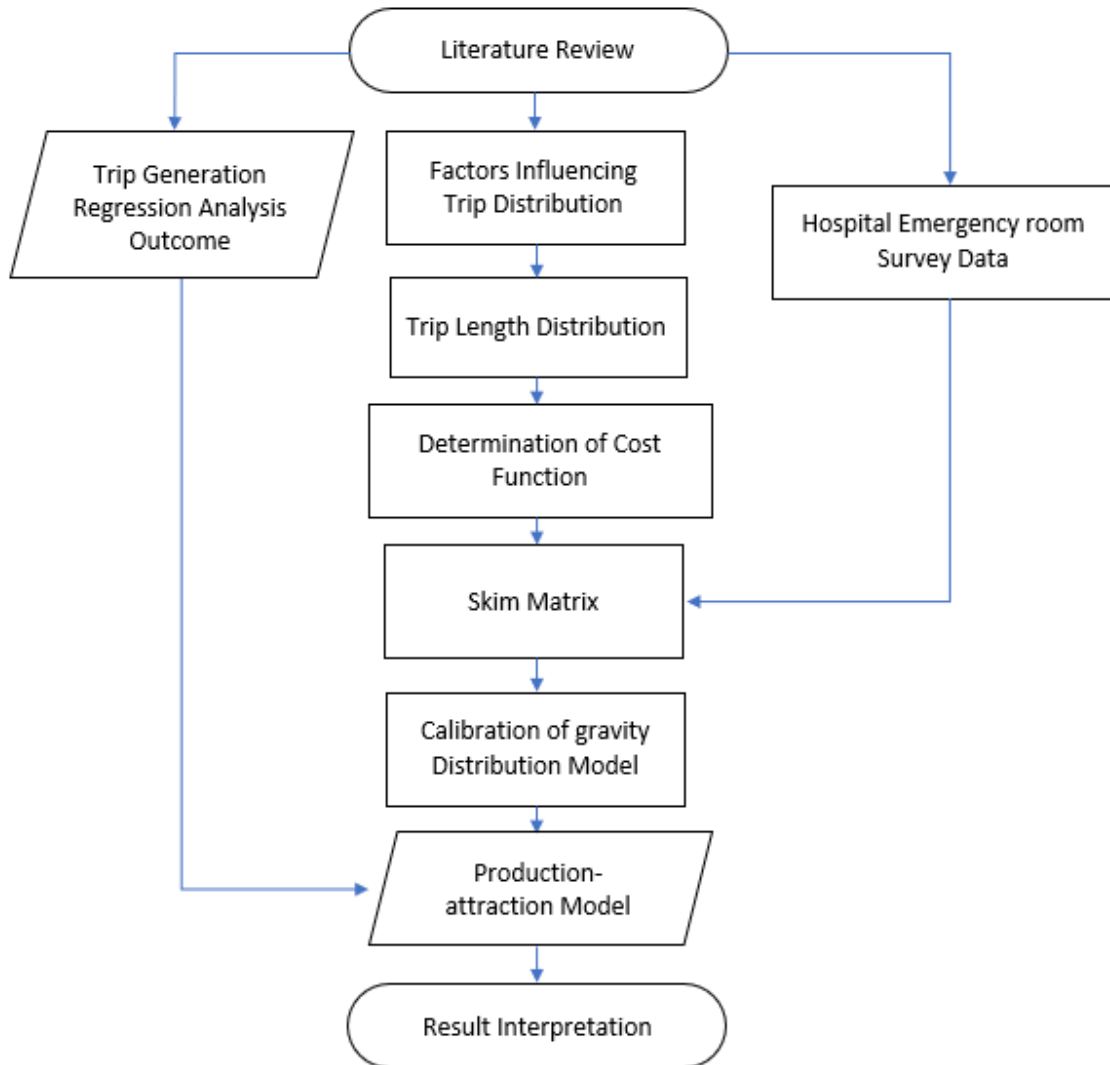 Literature Review
Trip Generation
Regression Analysis
Outcome
Factors Influencing
Trip Distribution
Hospital Emergency room
Survey Data
Trip Length Distribution
Determination of Cost
Function
Skim Matrix
Calibration of gravity
Distribution Model
Production-
attraction Model
Result Interpretation